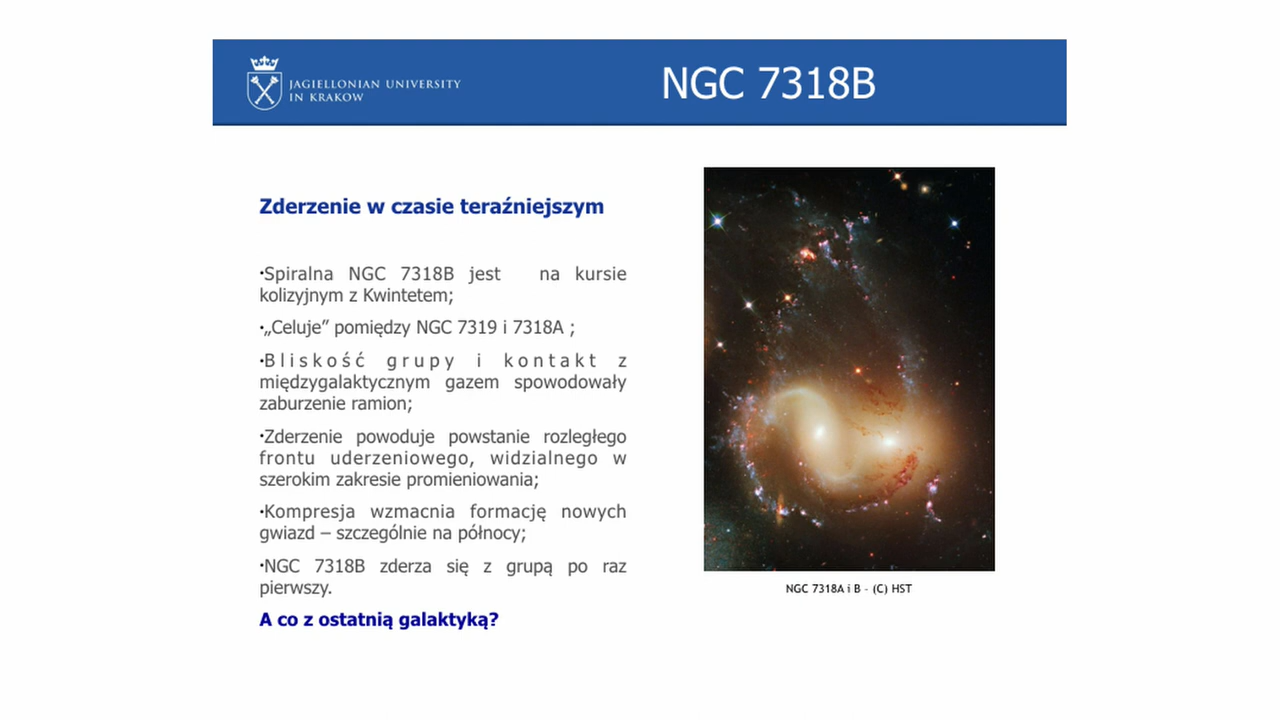 JAGIELLONIAN UNIVERSITY
IN KRAKOW
NGC 7318B
Zderzenie w czasie teraźniejszym
•Spiralna NGC 7318B jest na kursie
kolizyjnym z Kwintetem;
•„Celuje” pomiędzy NGC 7319 i 7318A ;
•Bliskość grupy i kontakt z
międzygalaktycznym gazem spowodowały
zaburzenie ramion;
•Zderzenie powoduje powstanie rozległego
frontu uderzeniowego, widzialnego w
szerokim zakresie promieniowania;
•Kompresja wzmacnia formację nowych
gwiazd – szczególnie na północy;
•NGC 7318B zderza się z grupą po raz
pierwszy.
A co z ostatnią galaktyką?
NGC 7318A i B - (C) HST